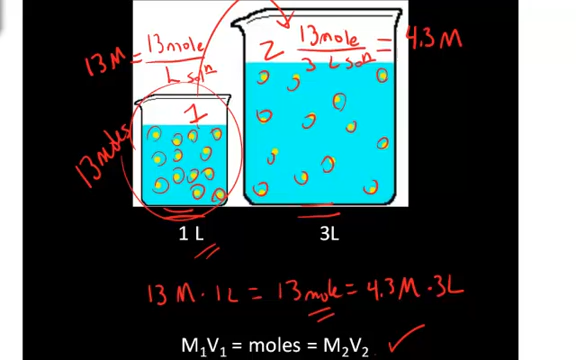 13 M = 13 mole / L soln
2 13 mole / 3 L soln = 4.3 M
1
13 moles
1 L
3L
13 M · 1L = 13 mole = 4.3 M · 3L
M₁V₁ = moles = M₂V₂ ✓